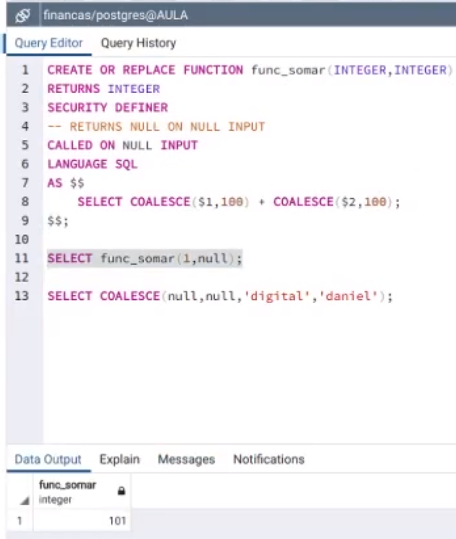 financas/postgres@AULA
Query Editor Query History
1 CREATE OR REPLACE FUNCTION func_somar(INTEGER,INTEGER)
2 RETURNS INTEGER
3 SECURITY DEFINER
4 -- RETURNS NULL ON NULL INPUT
5 CALLED ON NULL INPUT
6 LANGUAGE SQL
7 AS $$
8 SELECT COALESCE($1,100) + COALESCE($2,100);
9 $$;
10
11 SELECT func_somar(1,null);
12
13 SELECT COALESCE(null,null,'digital','daniel');
Data Output Explain Messages Notifications
func_somar
integer
1 101